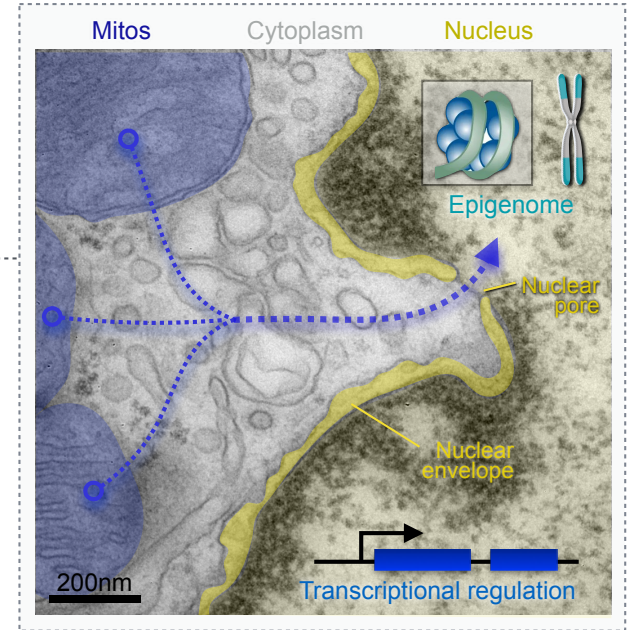 Mitos
Cytoplasm
Nucleus
Epigenome
Nuclear
pore
Nuclear
envelope
200nm
Transcriptional regulation